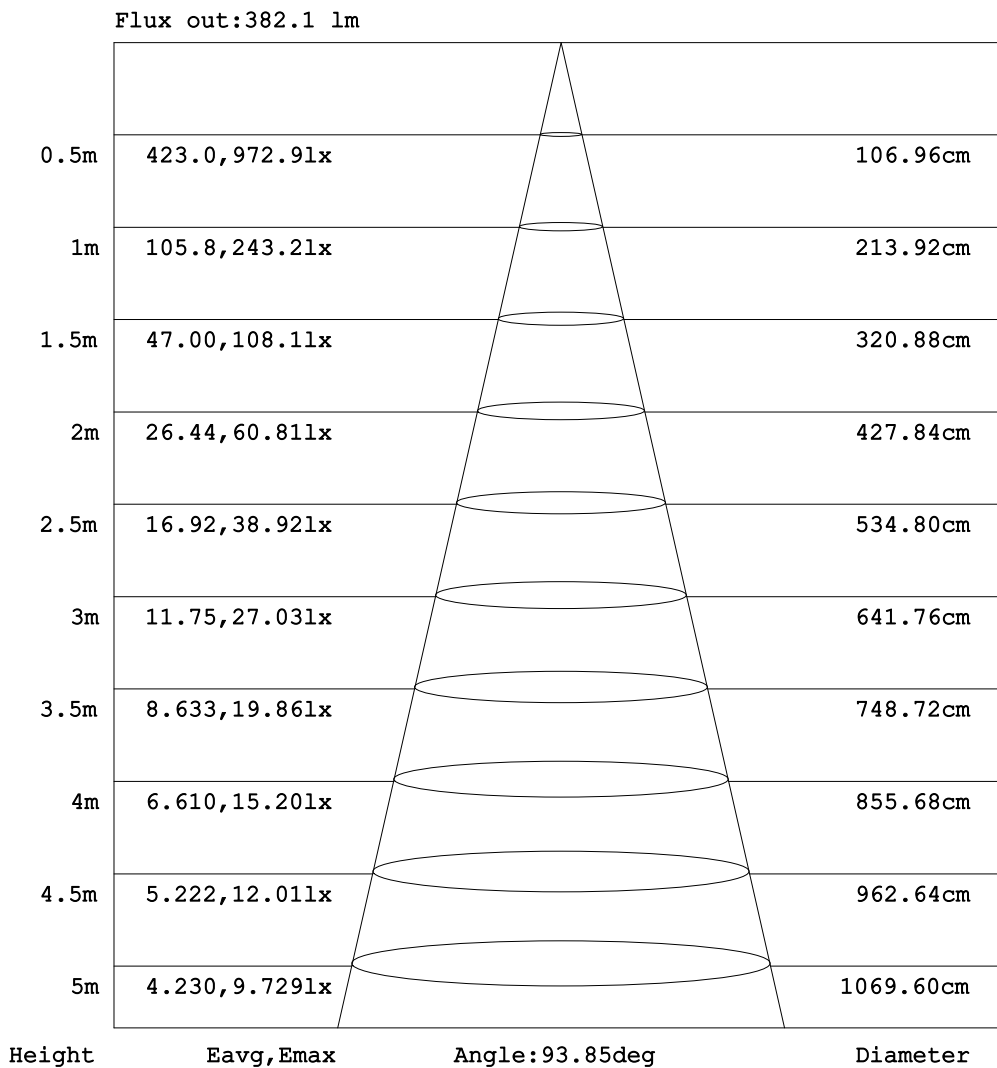 Flux out:382.1 lm
0.5m 423.0,972.9lx 106.96cm
1m 105.8,243.2lx 213.92cm
1.5m 47.00,108.1lx 320.88cm
2m 26.44,60.81lx 427.84cm
2.5m 16.92,38.92lx 534.80cm
3m 11.75,27.03lx 641.76cm
3.5m 8.633,19.86lx 748.72cm
4m 6.610,15.20lx 855.68cm
4.5m 5.222,12.01lx 962.64cm
5m 4.230,9.729lx 1069.60cm
Height Eavg,Emax Angle:93.85deg Diameter